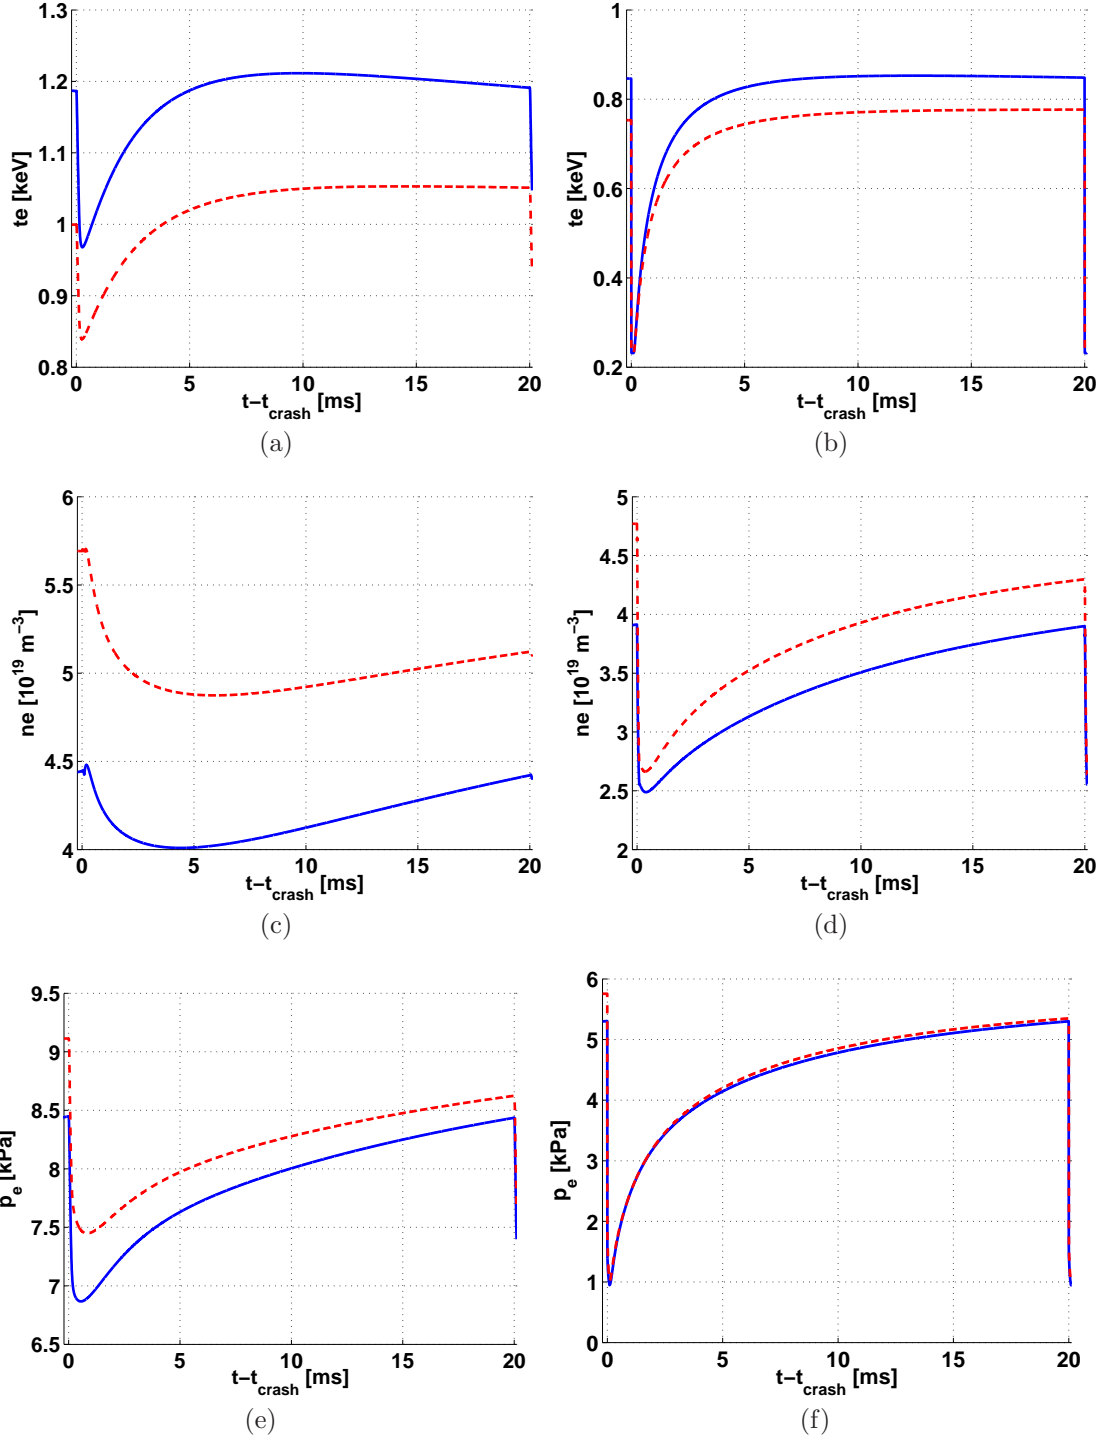 1.3
1.2
1.1
1
0.9
0.8
te [keV]
0 5 10 15 20
t−t_crash [ms]
(a)
1
0.8
0.6
0.4
0.2
te [keV]
0 5 10 15 20
t−t_crash [ms]
(b)
6
5.5
5
4.5
4
ne [10^19 m^−3]
0 5 10 15 20
t−t_crash [ms]
(c)
5
4.5
4
3.5
3
2.5
2
ne [10^19 m^−3]
0 5 10 15 20
t−t_crash [ms]
(d)
9.5
9
8.5
8
7.5
7
6.5
p_e [kPa]
0 5 10 15 20
t−t_crash [ms]
(e)
6
5
4
3
2
1
0
p_e [kPa]
0 5 10 15 20
t−t_crash [ms]
(f)